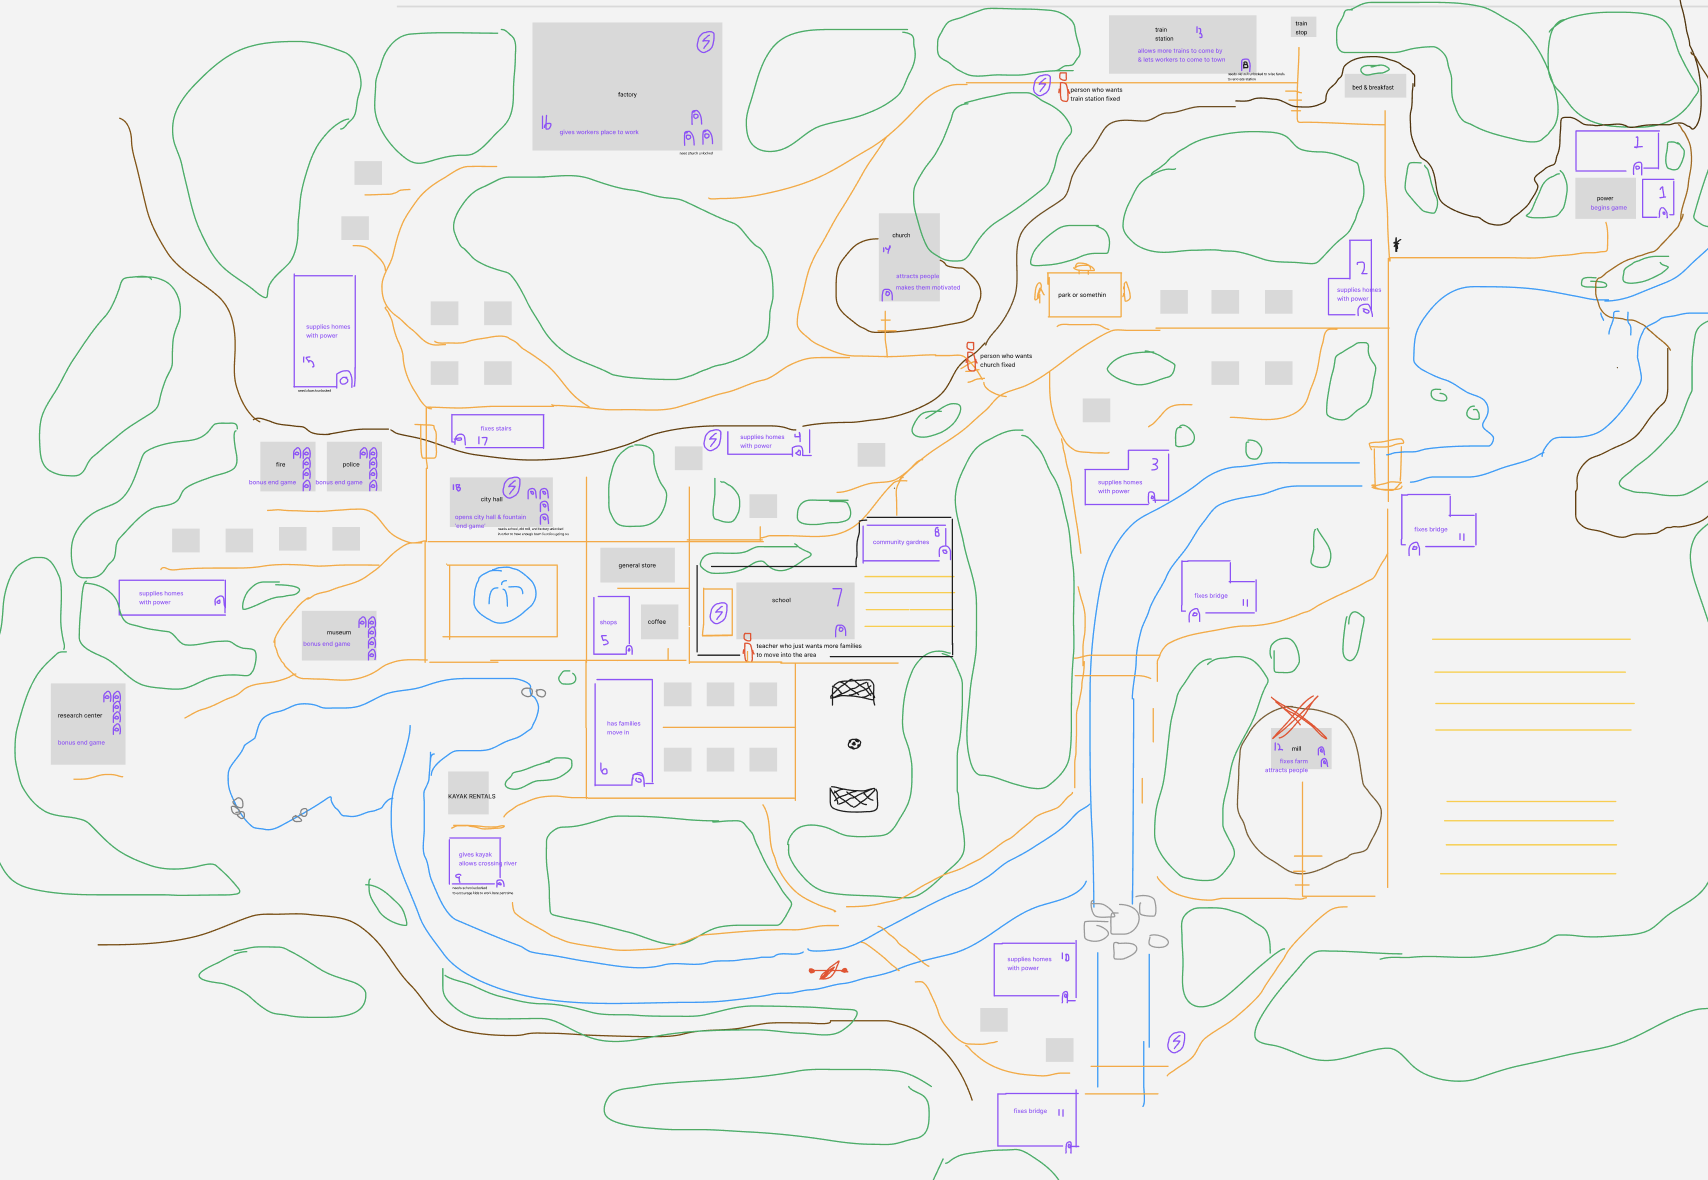 train
station
13
allows more trains to come by
& lets workers to come to town
train
stop
person who wants
train station fixed
bed & breakfast
factory
16
gives workers place to work
need church unlocked
1
power
begins game
1
church
14
attracts people
makes them motivated
park or somethin
2
supplies homes
with power
supplies homes
with power
15
person who wants
church fixed
fixes stairs
17
supplies homes
with power
4
fire
bonus end game
police
bonus end game
18
city hall
opens city hall & fountain
'end game'
3
supplies homes
with power
fixes bridge
11
community gardnes
8
general store
school
7
shops
5
coffee
teacher who just wants more families
to move into the area
supplies homes
with power
museum
bonus end game
fixes bridge
11
research center
bonus end game
has families
move in
6
12
mill
fixes farm
attracts people
KAYAK RENTALS
gives kayak
allows crossing river
9
supplies homes
with power
10
fixes bridge
11